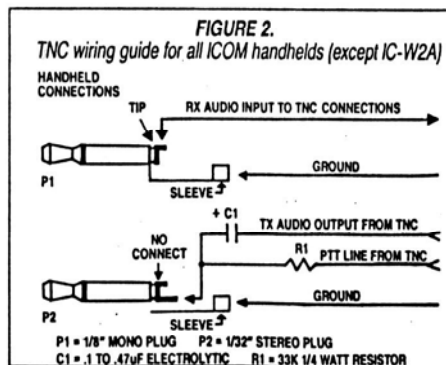 FIGURE 2.
TNC wiring guide for all ICOM handhelds (except IC-W2A)
HANDHELD
CONNECTIONS
TIP
RX AUDIO INPUT TO TNC CONNECTIONS
P1
GROUND
SLEEVE
+ C1
TX AUDIO OUTPUT FROM TNC
NO
CONNECT
R1
PTT LINE FROM TNC
GROUND
P2
SLEEVE
P1 = 1/8" MONO PLUG P2 = 1/32" STEREO PLUG
C1 = .1 TO .47uF ELECTROLYTIC R1 = 33K 1/4 WATT RESISTOR